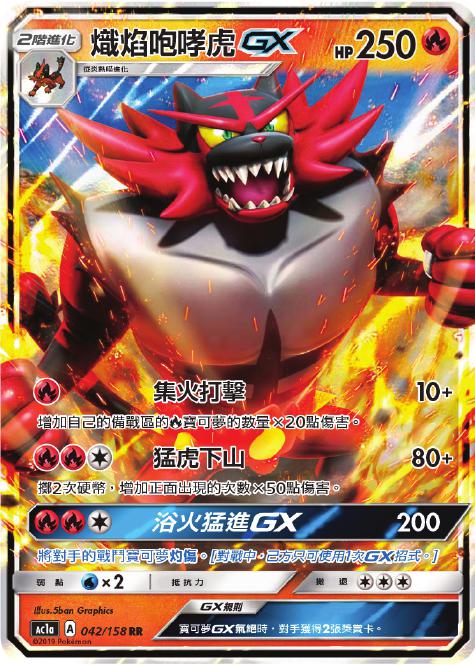 2階進化 熾焰咆哮虎GX HP 250
從炎熱喵進化
集火打擊 10+
增加自己的備戰區的寶可夢的數量×20點傷害。
猛虎下山 80+
擲2次硬幣，增加正面出現的次數×50點傷害。
浴火猛進GX 200
將對手的戰鬥寶可夢灼傷。[對戰中，己方只可使用1次GX招式。]
弱點 ×2 抵抗力 撤退
Illus.5ban Graphics
GX規則
AC1a A 042/158 RR
寶可夢GX氣絕時，對手獲得2張獎賞卡。
©2019 Pokémon